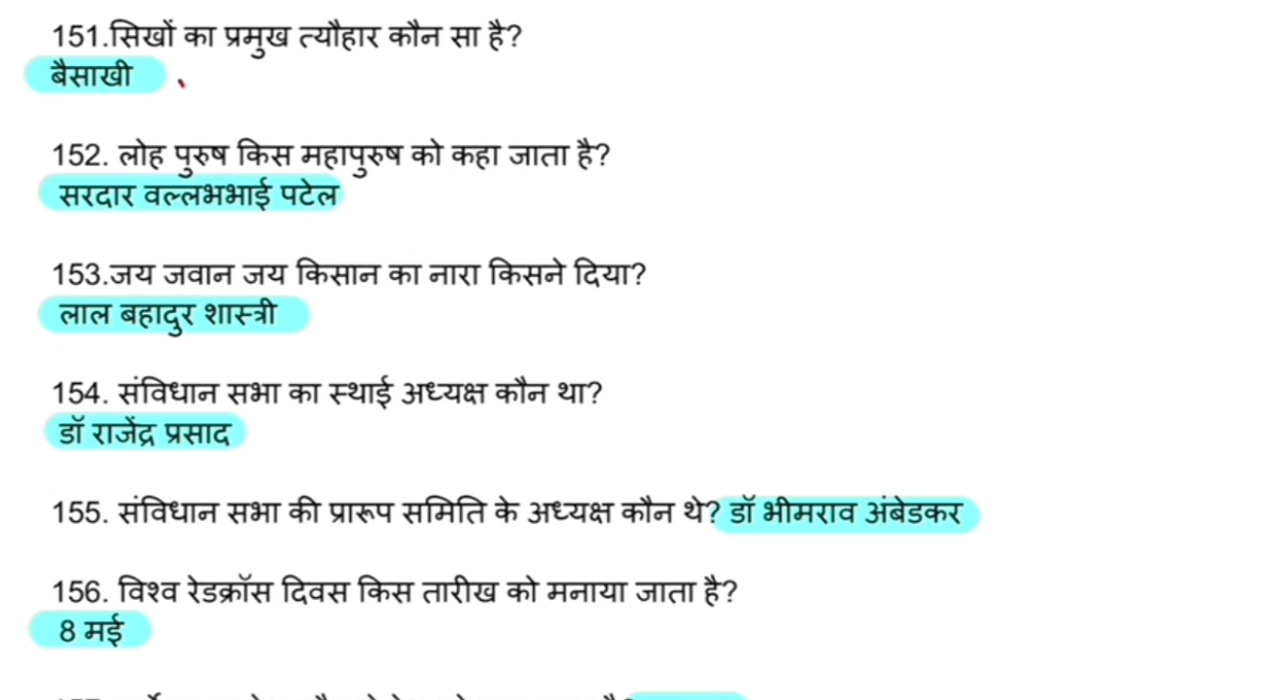 151.सिखों का प्रमुख त्यौहार कौन सा है?
बैसाखी
152. लोह पुरुष किस महापुरुष को कहा जाता है?
सरदार वल्लभभाई पटेल
153.जय जवान जय किसान का नारा किसने दिया?
लाल बहादुर शास्त्री
154. संविधान सभा का स्थाई अध्यक्ष कौन था?
डॉ राजेंद्र प्रसाद
155. संविधान सभा की प्रारूप समिति के अध्यक्ष कौन थे? डॉ भीमराव अंबेडकर
156. विश्व रेडक्रॉस दिवस किस तारीख को मनाया जाता है?
8 मई